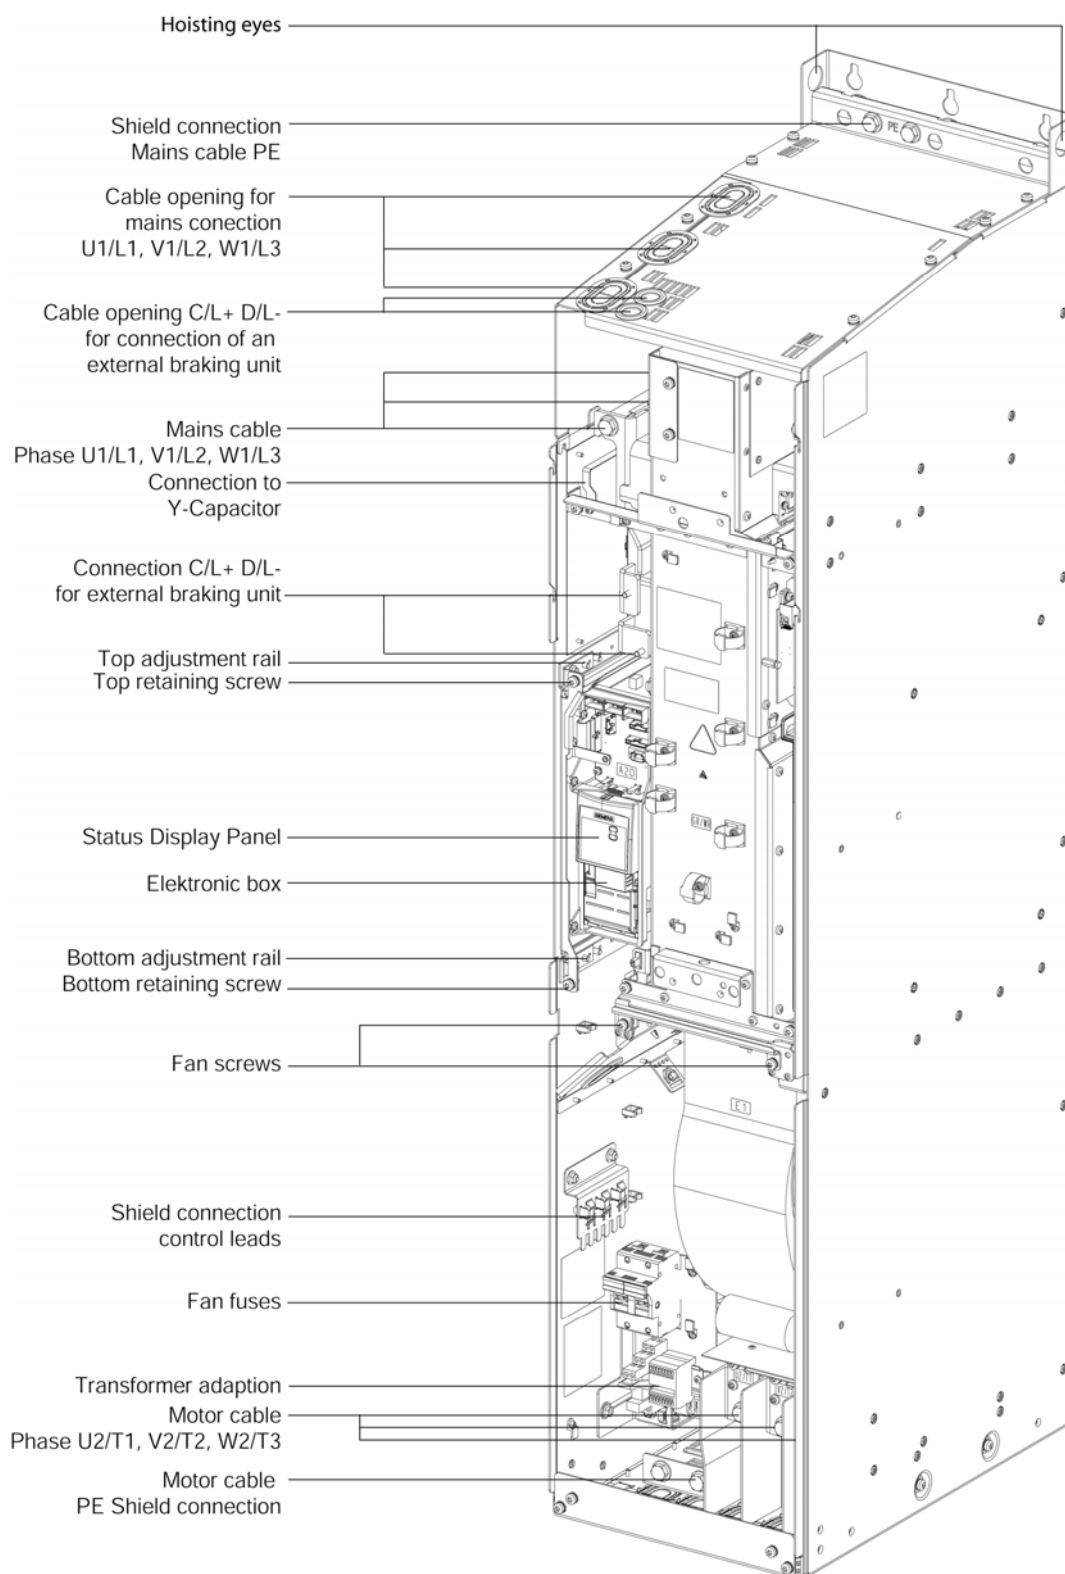 Hoisting eyes
Shield connection
Mains cable PE
PE
Cable opening for
mains conection
U1/L1, V1/L2, W1/L3
Cable opening C/L+ D/L-
for connection of an
external braking unit
Mains cable
Phase U1/L1, V1/L2, W1/L3
Connection to
Y-Capacitor
Connection C/L+ D/L-
for external braking unit
Top adjustment rail
Top retaining screw
A20
SIEMENS
Status Display Panel
Elektronic box
Bottom adjustment rail
Bottom retaining screw
Fan screws
E1
Shield connection
control leads
Fan fuses
Transformer adaption
Motor cable
Phase U2/T1, V2/T2, W2/T3
Motor cable
PE Shield connection